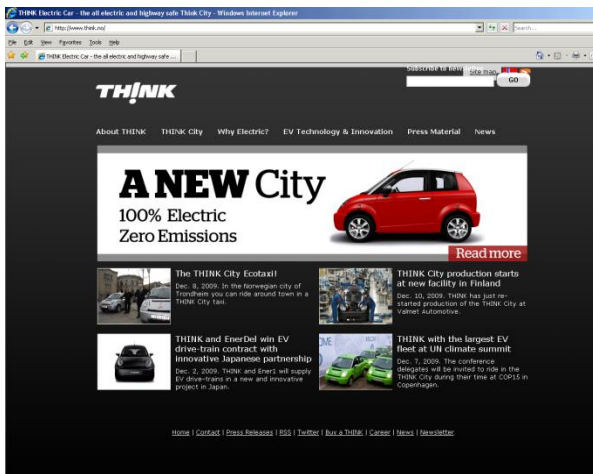 THINK Electric Car - the all electric and highway safe Think City - Windows Internet Explorer
http://www.think.no/
Search...
File Edit View Favorites Tools Help
THINK Electric Car - the all electric and highway safe ...
Subscribe to newsletter
Site map
GO
TH!NK
About THINK THINK City Why Electric? EV Technology & Innovation Press Material News
A NEW City
100% Electric
Zero Emissions
Read more
The THINK City Ecotaxi!
Dec. 8, 2009. In the Norwegian city of
Trondheim you can ride around town in a
THINK City taxi.
THINK City production starts
at new facility in Finland
Dec. 10, 2009. THINK has just re-
started production of the THINK City at
Valmet Automotive.
THINK and EnerDel win EV
drive-train contract with
innovative Japanese partnership
Dec. 2, 2009. THINK and Ener1 will supply
EV drive-trains in a new and innovative
project in Japan.
THINK with the largest EV
fleet at UN climate summit
Dec. 7, 2009. The conference
delegates will be invited to ride in the
THINK City during their time at COP15 in
Copenhagen.
Home | Contact | Press Releases | RSS | Twitter | Buy a THINK | Career | News | Newsletter